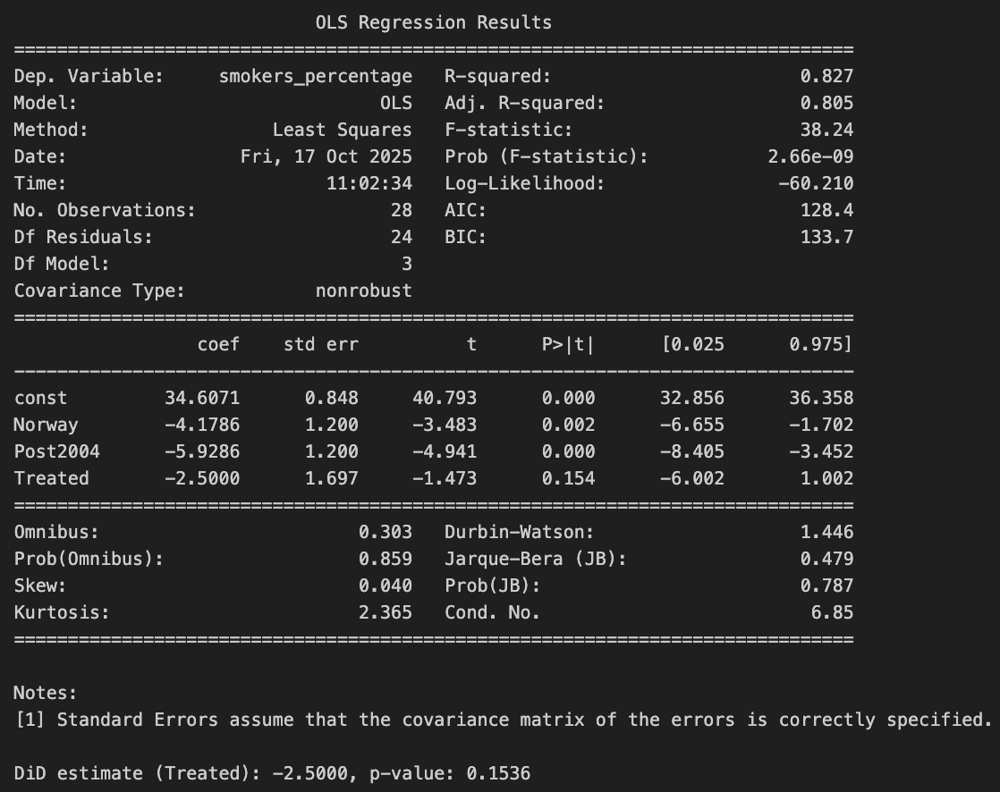 OLS Regression Results
==============================================================================
Dep. Variable:     smokers_percentage   R-squared:                       0.827
Model:                            OLS   Adj. R-squared:                  0.805
Method:                 Least Squares   F-statistic:                     38.24
Date:                Fri, 17 Oct 2025   Prob (F-statistic):           2.66e-09
Time:                        11:02:34   Log-Likelihood:                -60.210
No. Observations:                  28   AIC:                             128.4
Df Residuals:                      24   BIC:                             133.7
Df Model:                           3
Covariance Type:            nonrobust
==============================================================================
                 coef    std err          t      P>|t|      [0.025      0.975]
------------------------------------------------------------------------------
const         34.6071      0.848     40.793      0.000      32.856      36.358
Norway        -4.1786      1.200     -3.483      0.002      -6.655      -1.702
Post2004      -5.9286      1.200     -4.941      0.000      -8.405      -3.452
Treated       -2.5000      1.697     -1.473      0.154      -6.002       1.002
==============================================================================
Omnibus:                        0.303   Durbin-Watson:                   1.446
Prob(Omnibus):                  0.859   Jarque-Bera (JB):                0.479
Skew:                           0.040   Prob(JB):                        0.787
Kurtosis:                       2.365   Cond. No.                         6.85
==============================================================================

Notes:
[1] Standard Errors assume that the covariance matrix of the errors is correctly specified.

DiD estimate (Treated): -2.5000, p-value: 0.1536